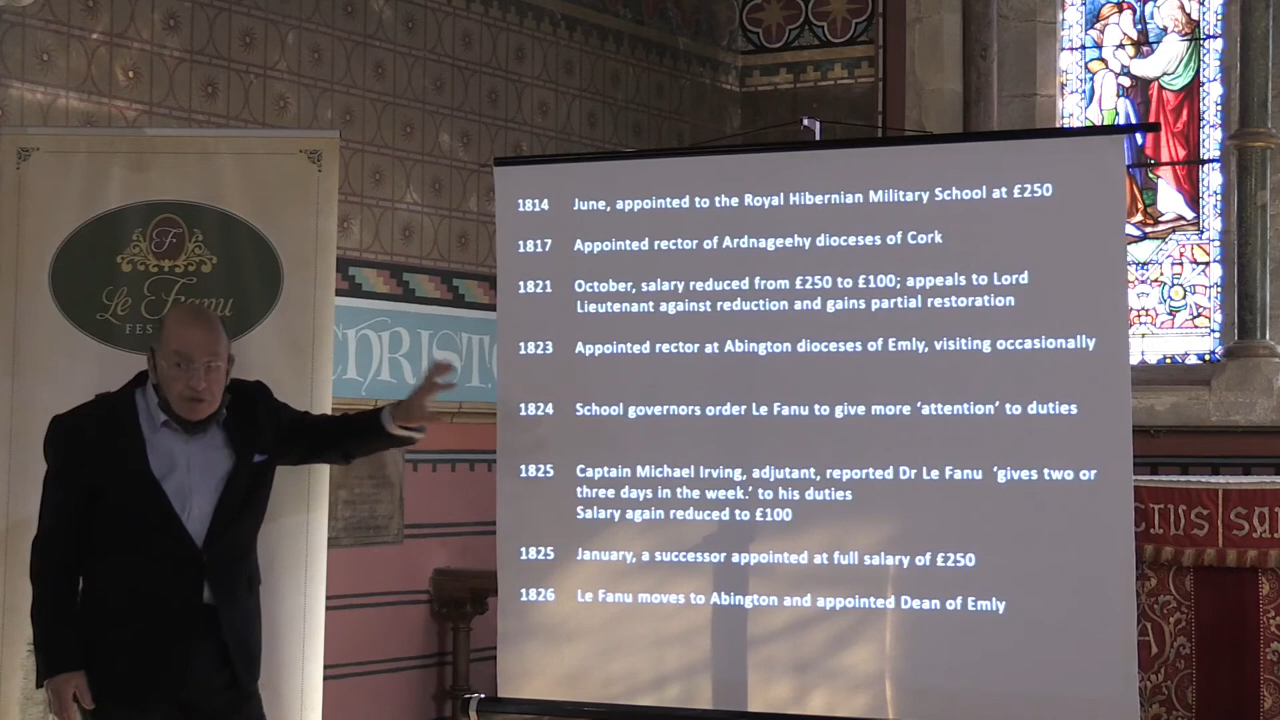 F
Le Fanu
FES
CHRIST
1814 June, appointed to the Royal Hibernian Military School at £250
1817 Appointed rector of Ardnageehy dioceses of Cork
1821 October, salary reduced from £250 to £100; appeals to Lord
Lieutenant against reduction and gains partial restoration
1823 Appointed rector at Abington dioceses of Emly, visiting occasionally
1824 School governors order Le Fanu to give more ‘attention’ to duties
1825 Captain Michael Irving, adjutant, reported Dr Le Fanu ‘gives two or
three days in the week.’ to his duties
Salary again reduced to £100
1825 January, a successor appointed at full salary of £250
1826 Le Fanu moves to Abington and appointed Dean of Emly
CTUS SAN